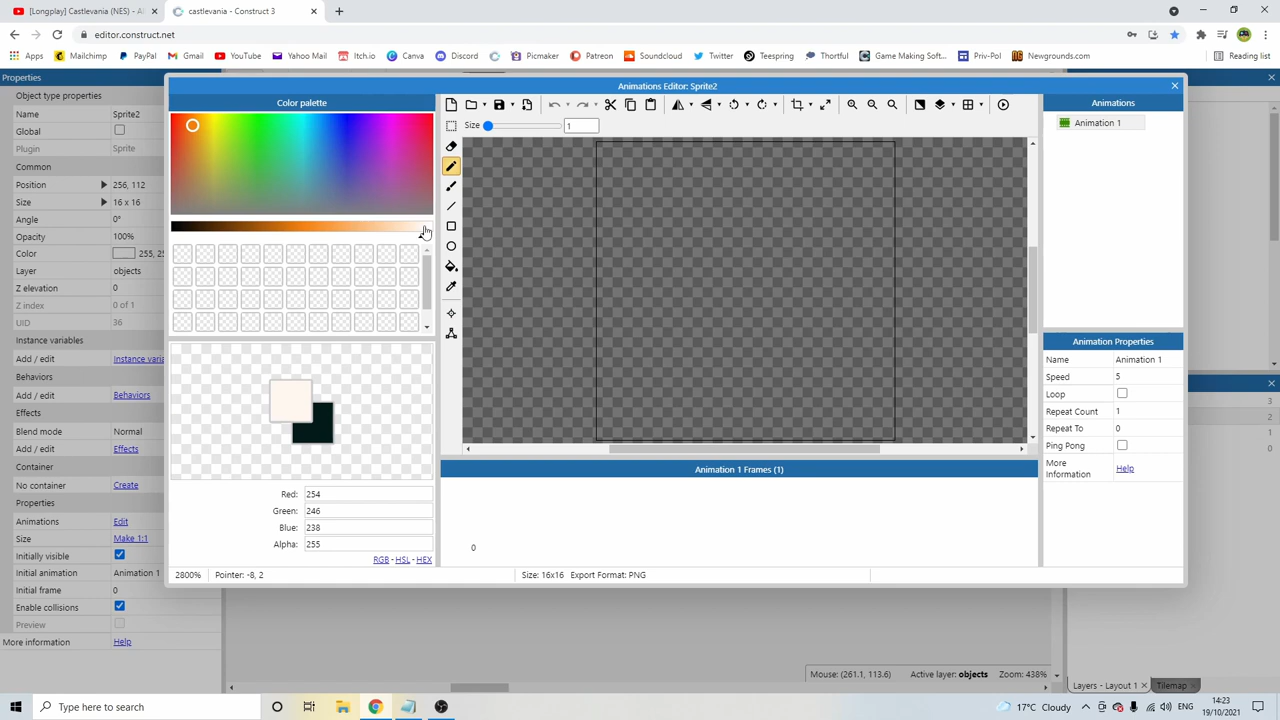 [Longplay] Castlevania (NES) - Al
castlevania - Construct 3
editor.construct.net
Apps
Mailchimp
PayPal
Gmail
YouTube
Yahoo Mail
Itch.io
Canva
Discord
Picmaker
Patreon
Soundcloud
Twitter
Teespring
Thortful
Game Making Soft...
Priv-Pol
Newgrounds.com
Reading list
Properties
Object type properties
Name Sprite2
Global
Plugin Sprite
Common
Position 256, 112
Size 16 x 16
Angle 0°
Opacity 100%
Color 255, 25
Layer objects
Z elevation 0
Z index 0 of 1
UID 36
Instance variables
Add / edit Instance varia
Behaviors
Add / edit Behaviors
Effects
Blend mode Normal
Add / edit Effects
Container
No container Create
Properties
Animations Edit
Size Make 1:1
Initially visible
Initial animation Animation 1
Initial frame 0
Enable collisions
Preview
More information Help
Animations Editor: Sprite2
Color palette
Red: 254
Green: 246
Blue: 238
Alpha: 255
RGB - HSL - HEX
2800%
Pointer: -8, 2
Size: 16x16 Export Format: PNG
Size 1
Animation 1 Frames (1)
0
Animations
Animation 1
Animation Properties
Name Animation 1
Speed 5
Loop
Repeat Count 1
Repeat To 0
Ping Pong
More
Information
Help
3
2
1
0
Mouse: (261.1, 113.6)
Active layer: objects
Zoom: 438%
Layers - Layout 1
Tilemap
Type here to search
17°C Cloudy
ENG
14:23
19/10/2021